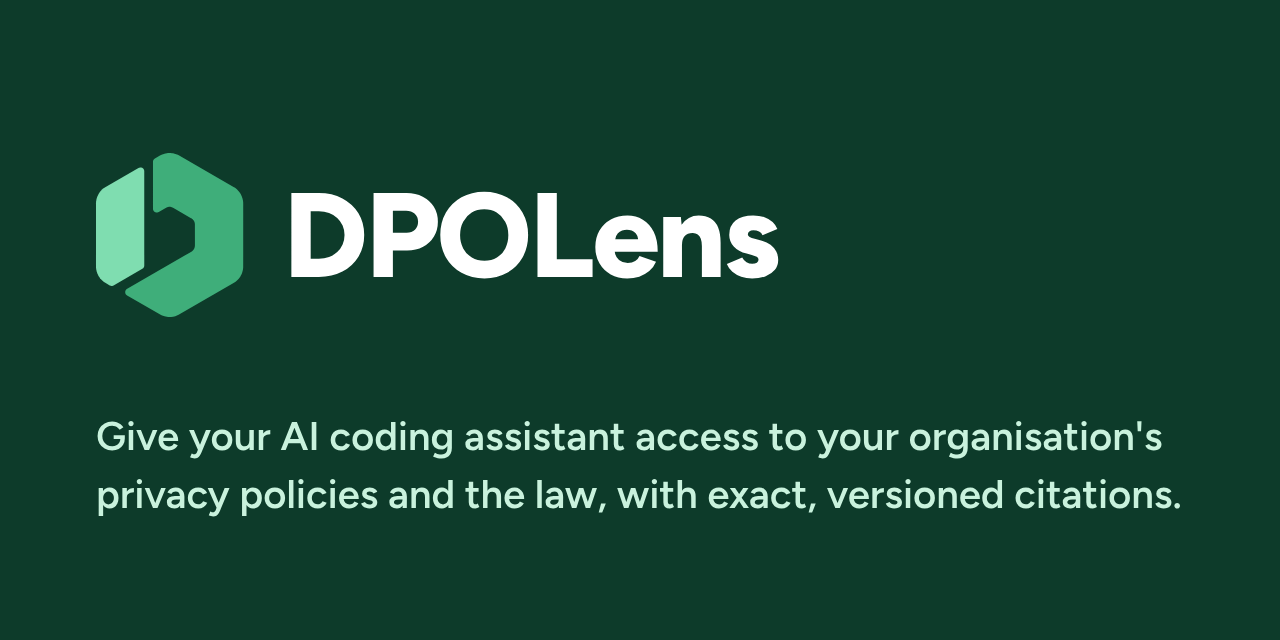 DPOLens
Give your AI coding assistant access to your organisation's
privacy policies and the law, with exact, versioned citations.